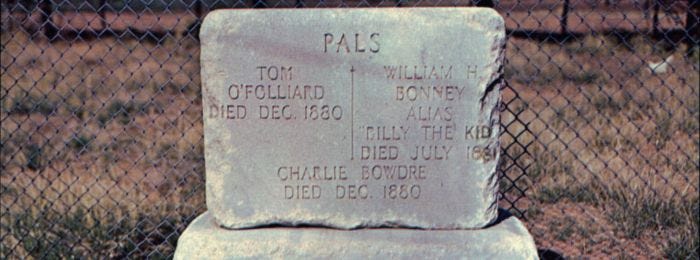 PALS
TOM
O'FOLLIARD
DIED DEC. 1880
WILLIAM H.
BONNEY
ALIAS
"BILLY THE KID"
DIED JULY 1881
CHARLIE BOWDRE
DIED DEC. 1880